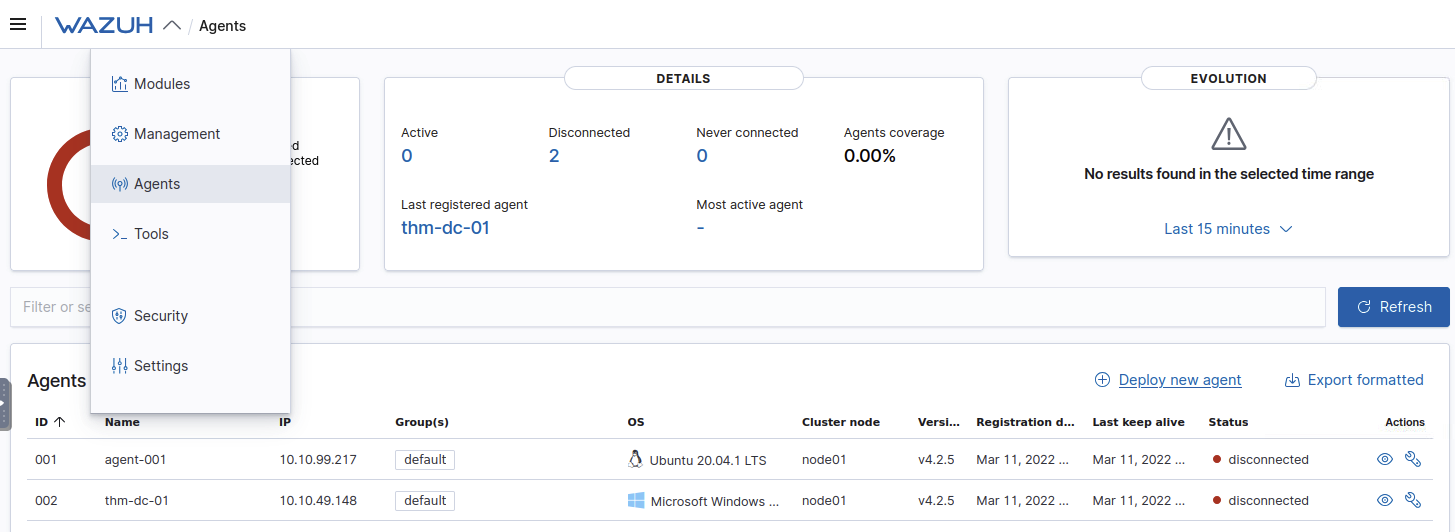 WAZUH / Agents
Modules
Management
Agents
Tools
Security
Settings
DETAILS
Active
0
Disconnected
2
Never connected
0
Agents coverage
0.00%
Last registered agent
thm-dc-01
Most active agent
-
EVOLUTION
No results found in the selected time range
Last 15 minutes
Filter or se
Refresh
Agents
Deploy new agent
Export formatted
ID Name IP Group(s) OS Cluster node Versi... Registration d... Last keep alive Status Actions
001 agent-001 10.10.99.217 default Ubuntu 20.04.1 LTS node01 v4.2.5 Mar 11, 2022 ... Mar 11, 2022 ... disconnected
002 thm-dc-01 10.10.49.148 default Microsoft Windows ... node01 v4.2.5 Mar 11, 2022 ... Mar 11, 2022 ... disconnected